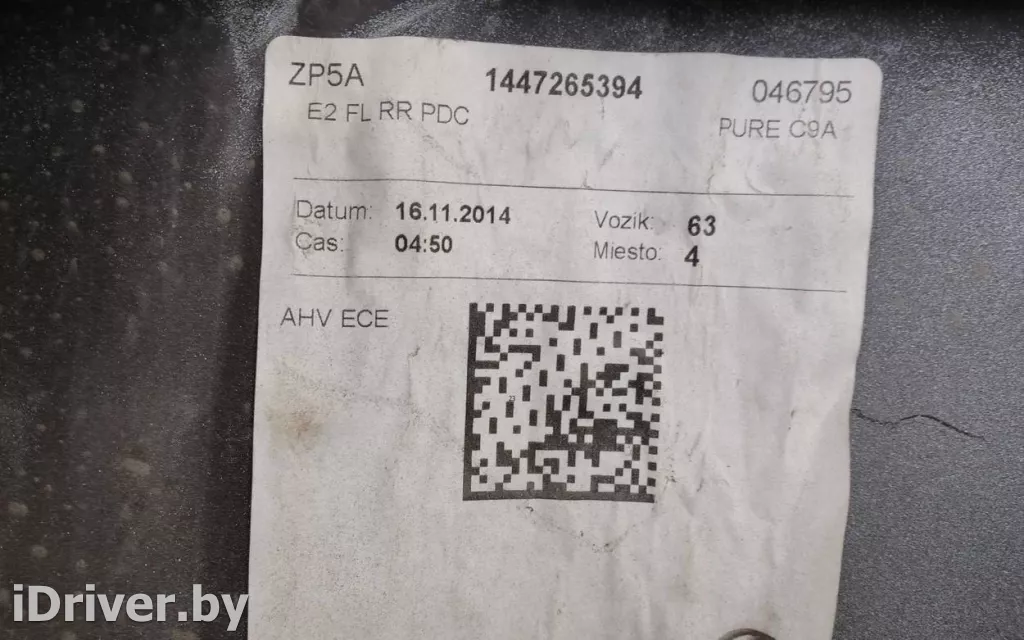 ZP5A 1447265394 046795
E2 FL RR PDC PURE C9A
Datum: 16.11.2014 Vozik: 63
Cas: 04:50 Miesto: 4
AHV ECE
iDriver.by